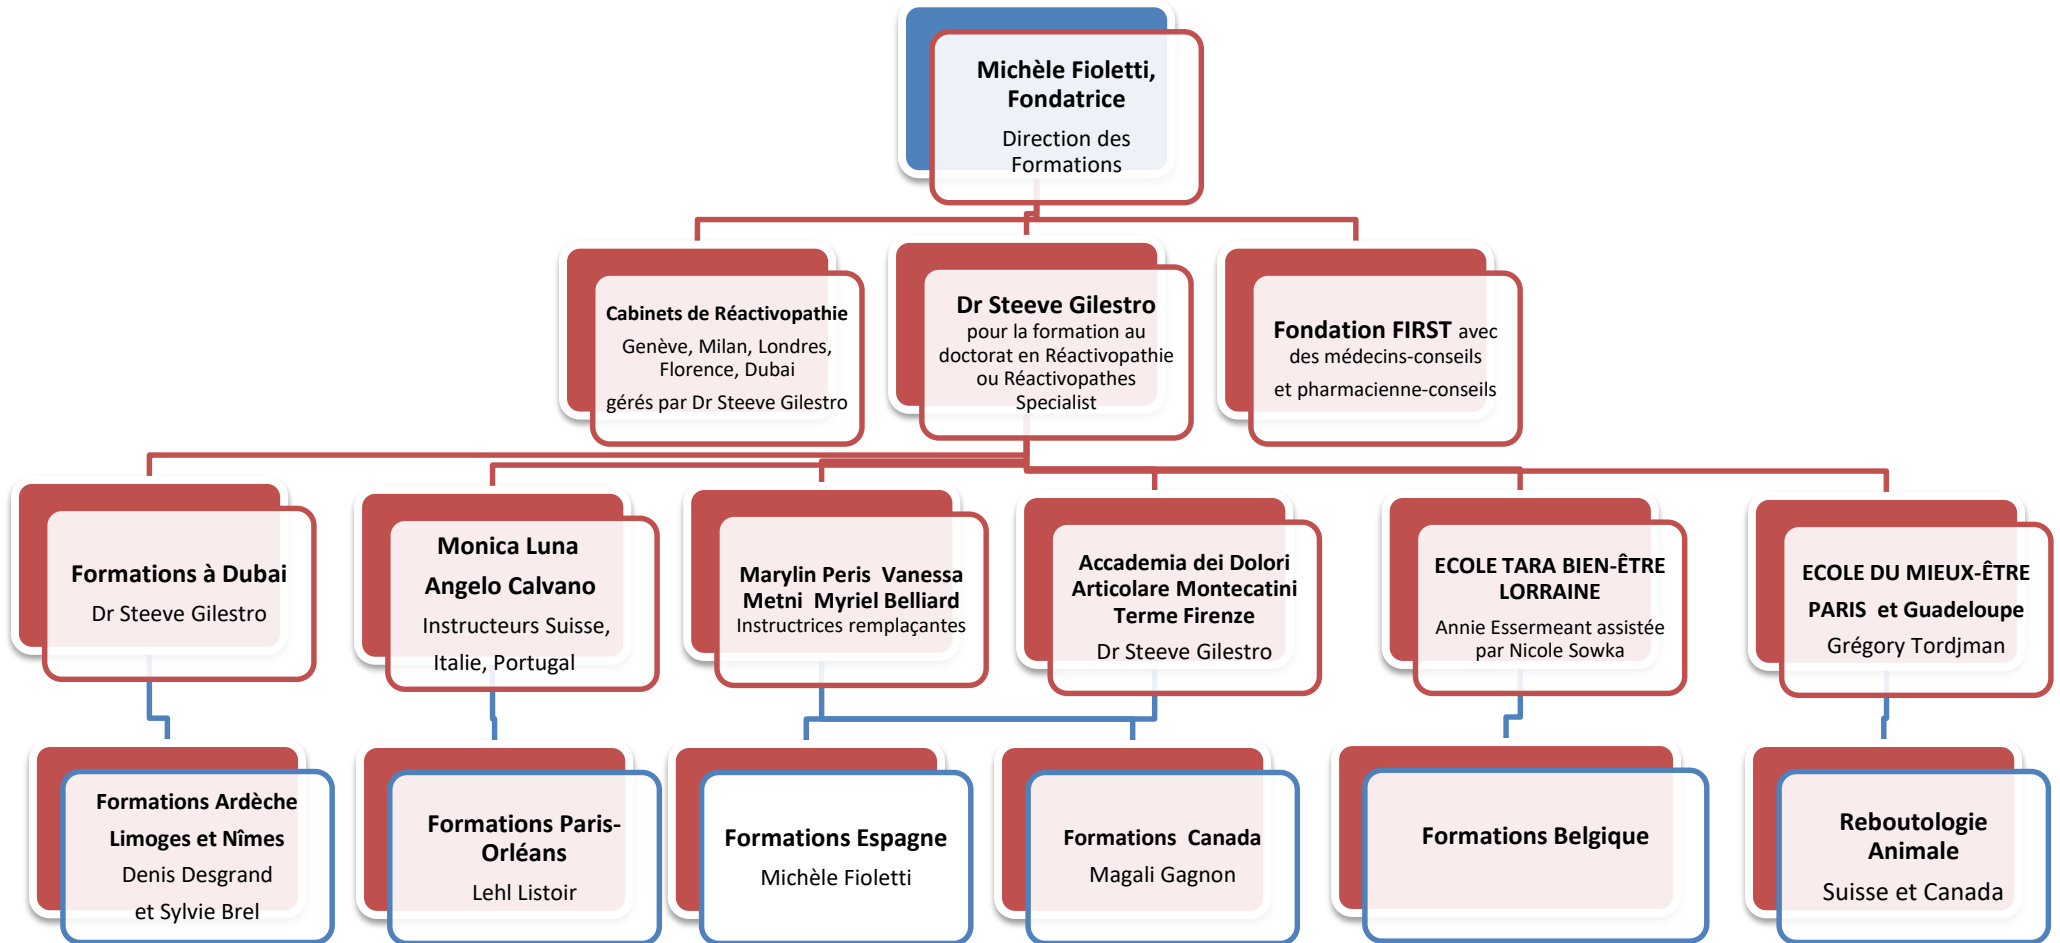 Michèle Fioletti,
Fondatrice
Direction des
Formations
Cabinets de Réactivopathie
Genève, Milan, Londres,
Florence, Dubai
gérés par Dr Steeve Gilestro
Dr Steeve Gilestro
pour la formation au
doctorat en Réactivopathie
ou Réactivopathes
Specialist
Fondation FIRST avec
des médecins-conseils
et pharmacienne-conseils
Formations à Dubai
Dr Steeve Gilestro
Monica Luna
Angelo Calvano
Instructeurs Suisse,
Italie, Portugal
Marylin Peris Vanessa
Metni Myriel Belliard
Instructrices remplaçantes
Accademia dei Dolori
Articolare Montecatini
Terme Firenze
Dr Steeve Gilestro
ECOLE TARA BIEN-ÊTRE
LORRAINE
Annie Essermeant assistée
par Nicole Sowka
ECOLE DU MIEUX-ÊTRE
PARIS et Guadeloupe
Grégory Tordjman
Formations Ardèche
Limoges et Nîmes
Denis Desgrand
et Sylvie Brel
Formations Paris-
Orléans
Lehl Listoir
Formations Espagne
Michèle Fioletti
Formations Canada
Magali Gagnon
Formations Belgique
Reboutologie
Animale
Suisse et Canada